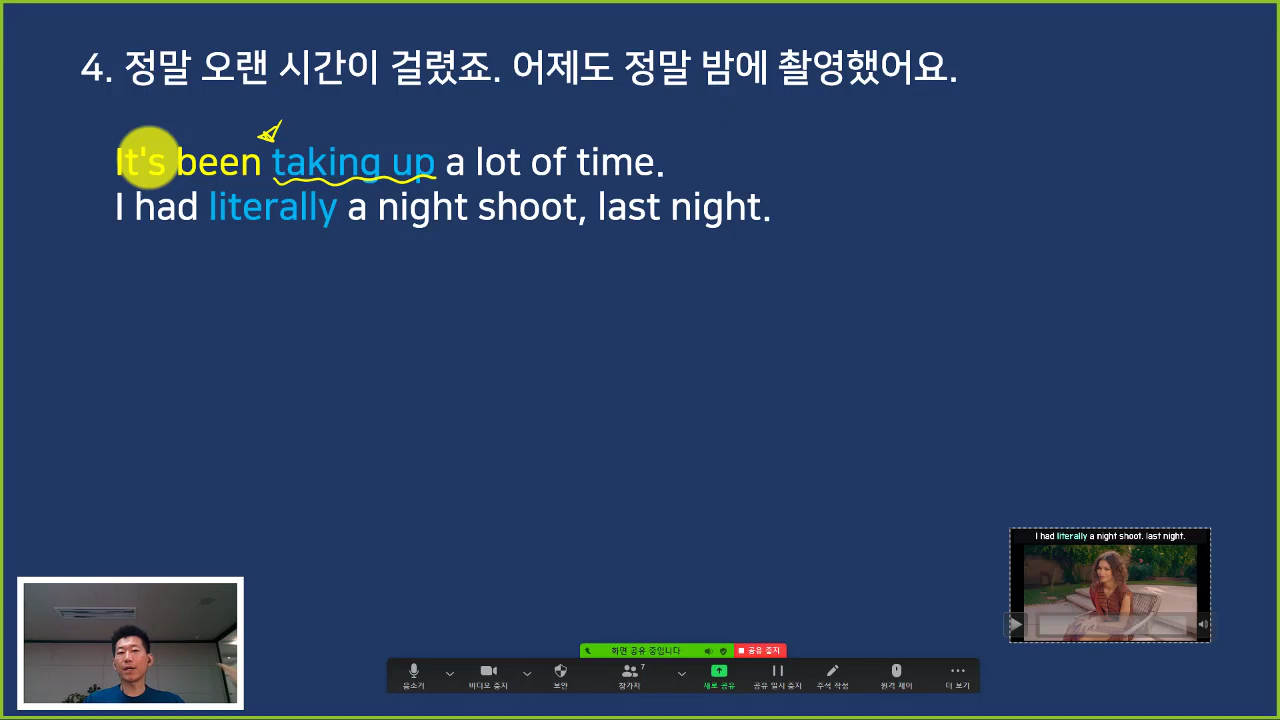 4. 정말 오랜 시간이 걸렸죠. 어제도 정말 밤에 촬영했어요.
It's been taking up a lot of time.
I had literally a night shoot, last night.
I had literally a night shoot. last night.
화면 공유 중입니다
공유 중지
음소거
비디오 중지
보안
참가자
7
새로 공유
공유 일시 중지
주석 작성
원격 제어
더 보기